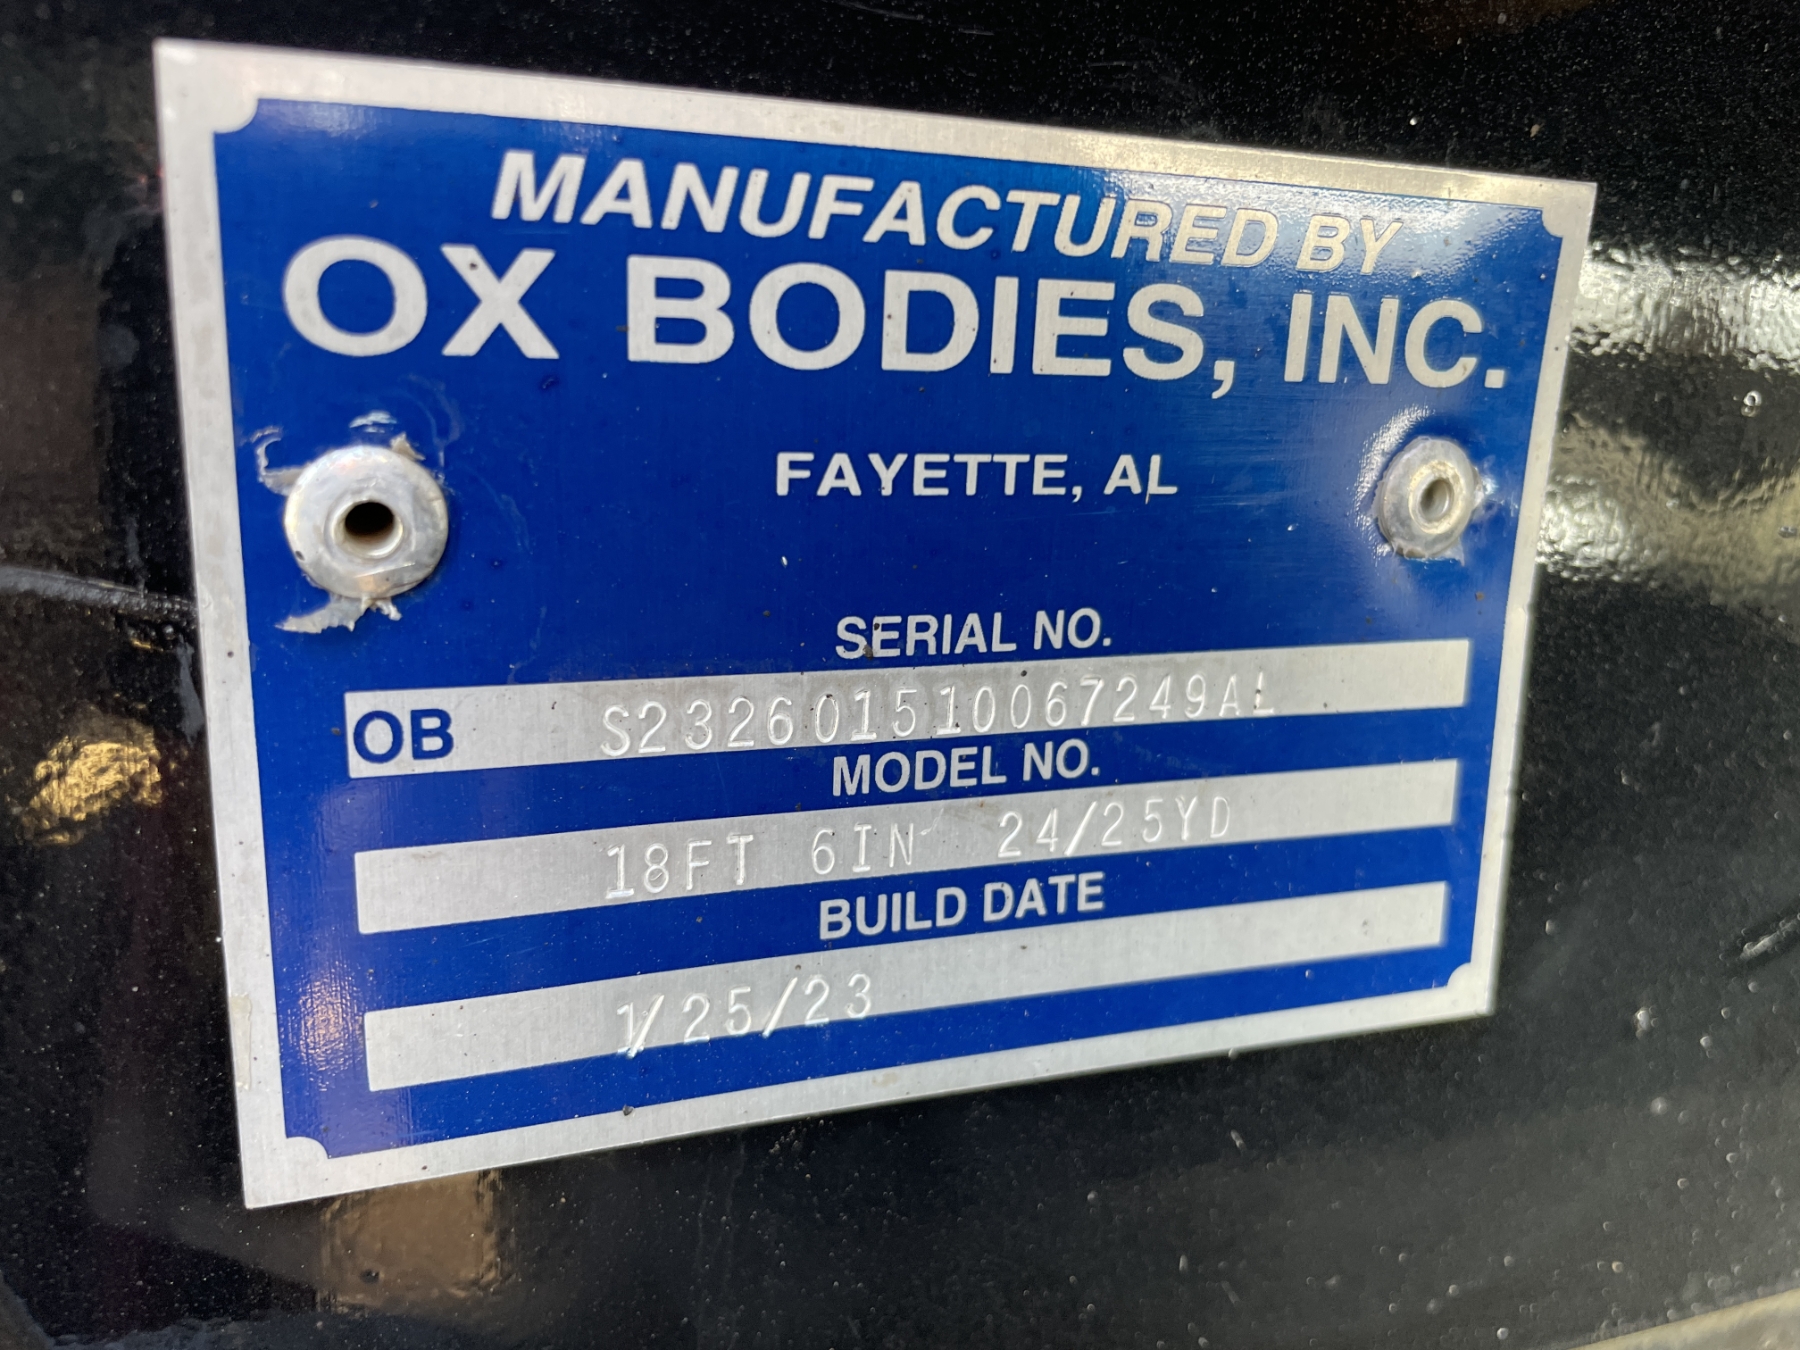 MANUFACTURED BY
OX BODIES, INC.
FAYETTE, AL
SERIAL NO.
OB S232601510067249AL
MODEL NO.
18FT 6IN 24/25YD
BUILD DATE
1/25/23